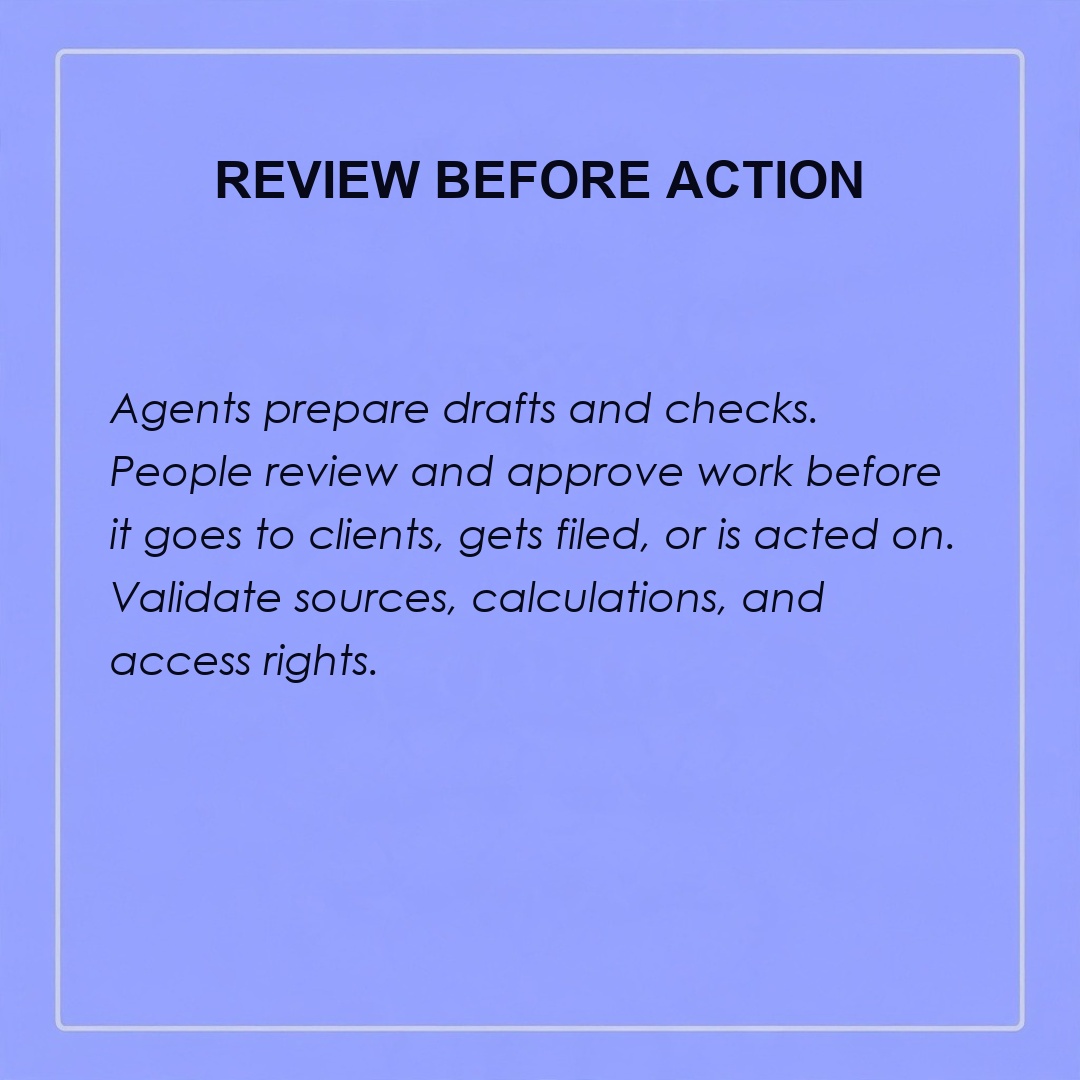 REVIEW BEFORE ACTION
Agents prepare drafts and checks.
People review and approve work before
it goes to clients, gets filed, or is acted on.
Validate sources, calculations, and
access rights.